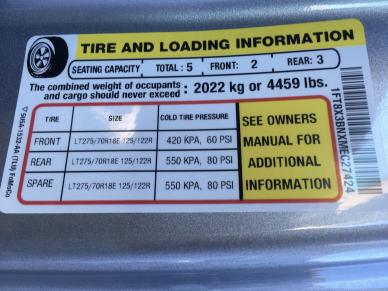 TIRE AND LOADING INFORMATION
SEATING CAPACITY TOTAL: 5 FRONT: 2 REAR: 3
The combined weight of occupants
and cargo should never exceed : 2022 kg or 4459 lbs.
TIRE SIZE COLD TIRE PRESSURE
FRONT LT275/70R18E 125/122R 420 KPA, 60 PSI
REAR LT275/70R18E 125/122R 550 KPA, 80 PSI
SPARE LT275/70R18E 125/122R 550 KPA, 80 PSI
SEE OWNERS
MANUAL FOR
ADDITIONAL
INFORMATION